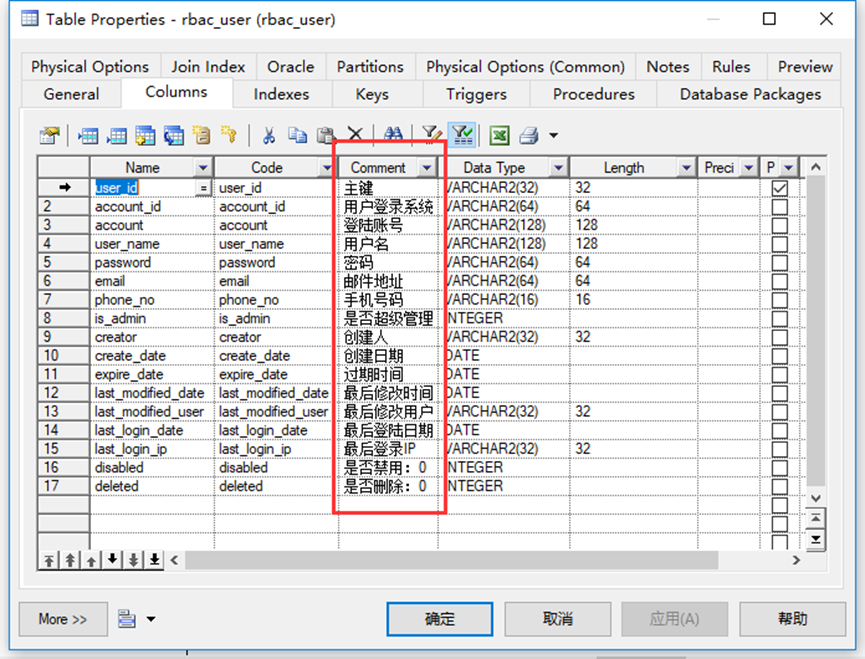 Table Properties - rbac_user (rbac_user)
Physical Options Join Index Oracle Partitions Physical Options (Common) Notes Rules Preview
General Columns Indexes Keys Triggers Procedures Database Packages
Name Code Comment Data Type Length Preci P
user_id = user_id 主键 VARCHAR2(32) 32
2 account_id account_id 用户登录系统 VARCHAR2(64) 64
3 account account 登陆账号 VARCHAR2(128) 128
4 user_name user_name 用户名 VARCHAR2(128) 128
5 password password 密码 VARCHAR2(64) 64
6 email email 邮件地址 VARCHAR2(64) 64
7 phone_no phone_no 手机号码 VARCHAR2(16) 16
8 is_admin is_admin 是否超级管理 INTEGER
9 creator creator 创建人 VARCHAR2(32) 32
10 create_date create_date 创建日期 DATE
11 expire_date expire_date 过期时间 DATE
12 last_modified_date last_modified_date 最后修改时间 DATE
13 last_modified_user last_modified_user 最后修改用户 VARCHAR2(32) 32
14 last_login_date last_login_date 最后登陆日期 DATE
15 last_login_ip last_login_ip 最后登录IP VARCHAR2(32) 32
16 disabled disabled 是否禁用：0 INTEGER
17 deleted deleted 是否删除：0 INTEGER
More >> 确定 取消 应用(A) 帮助